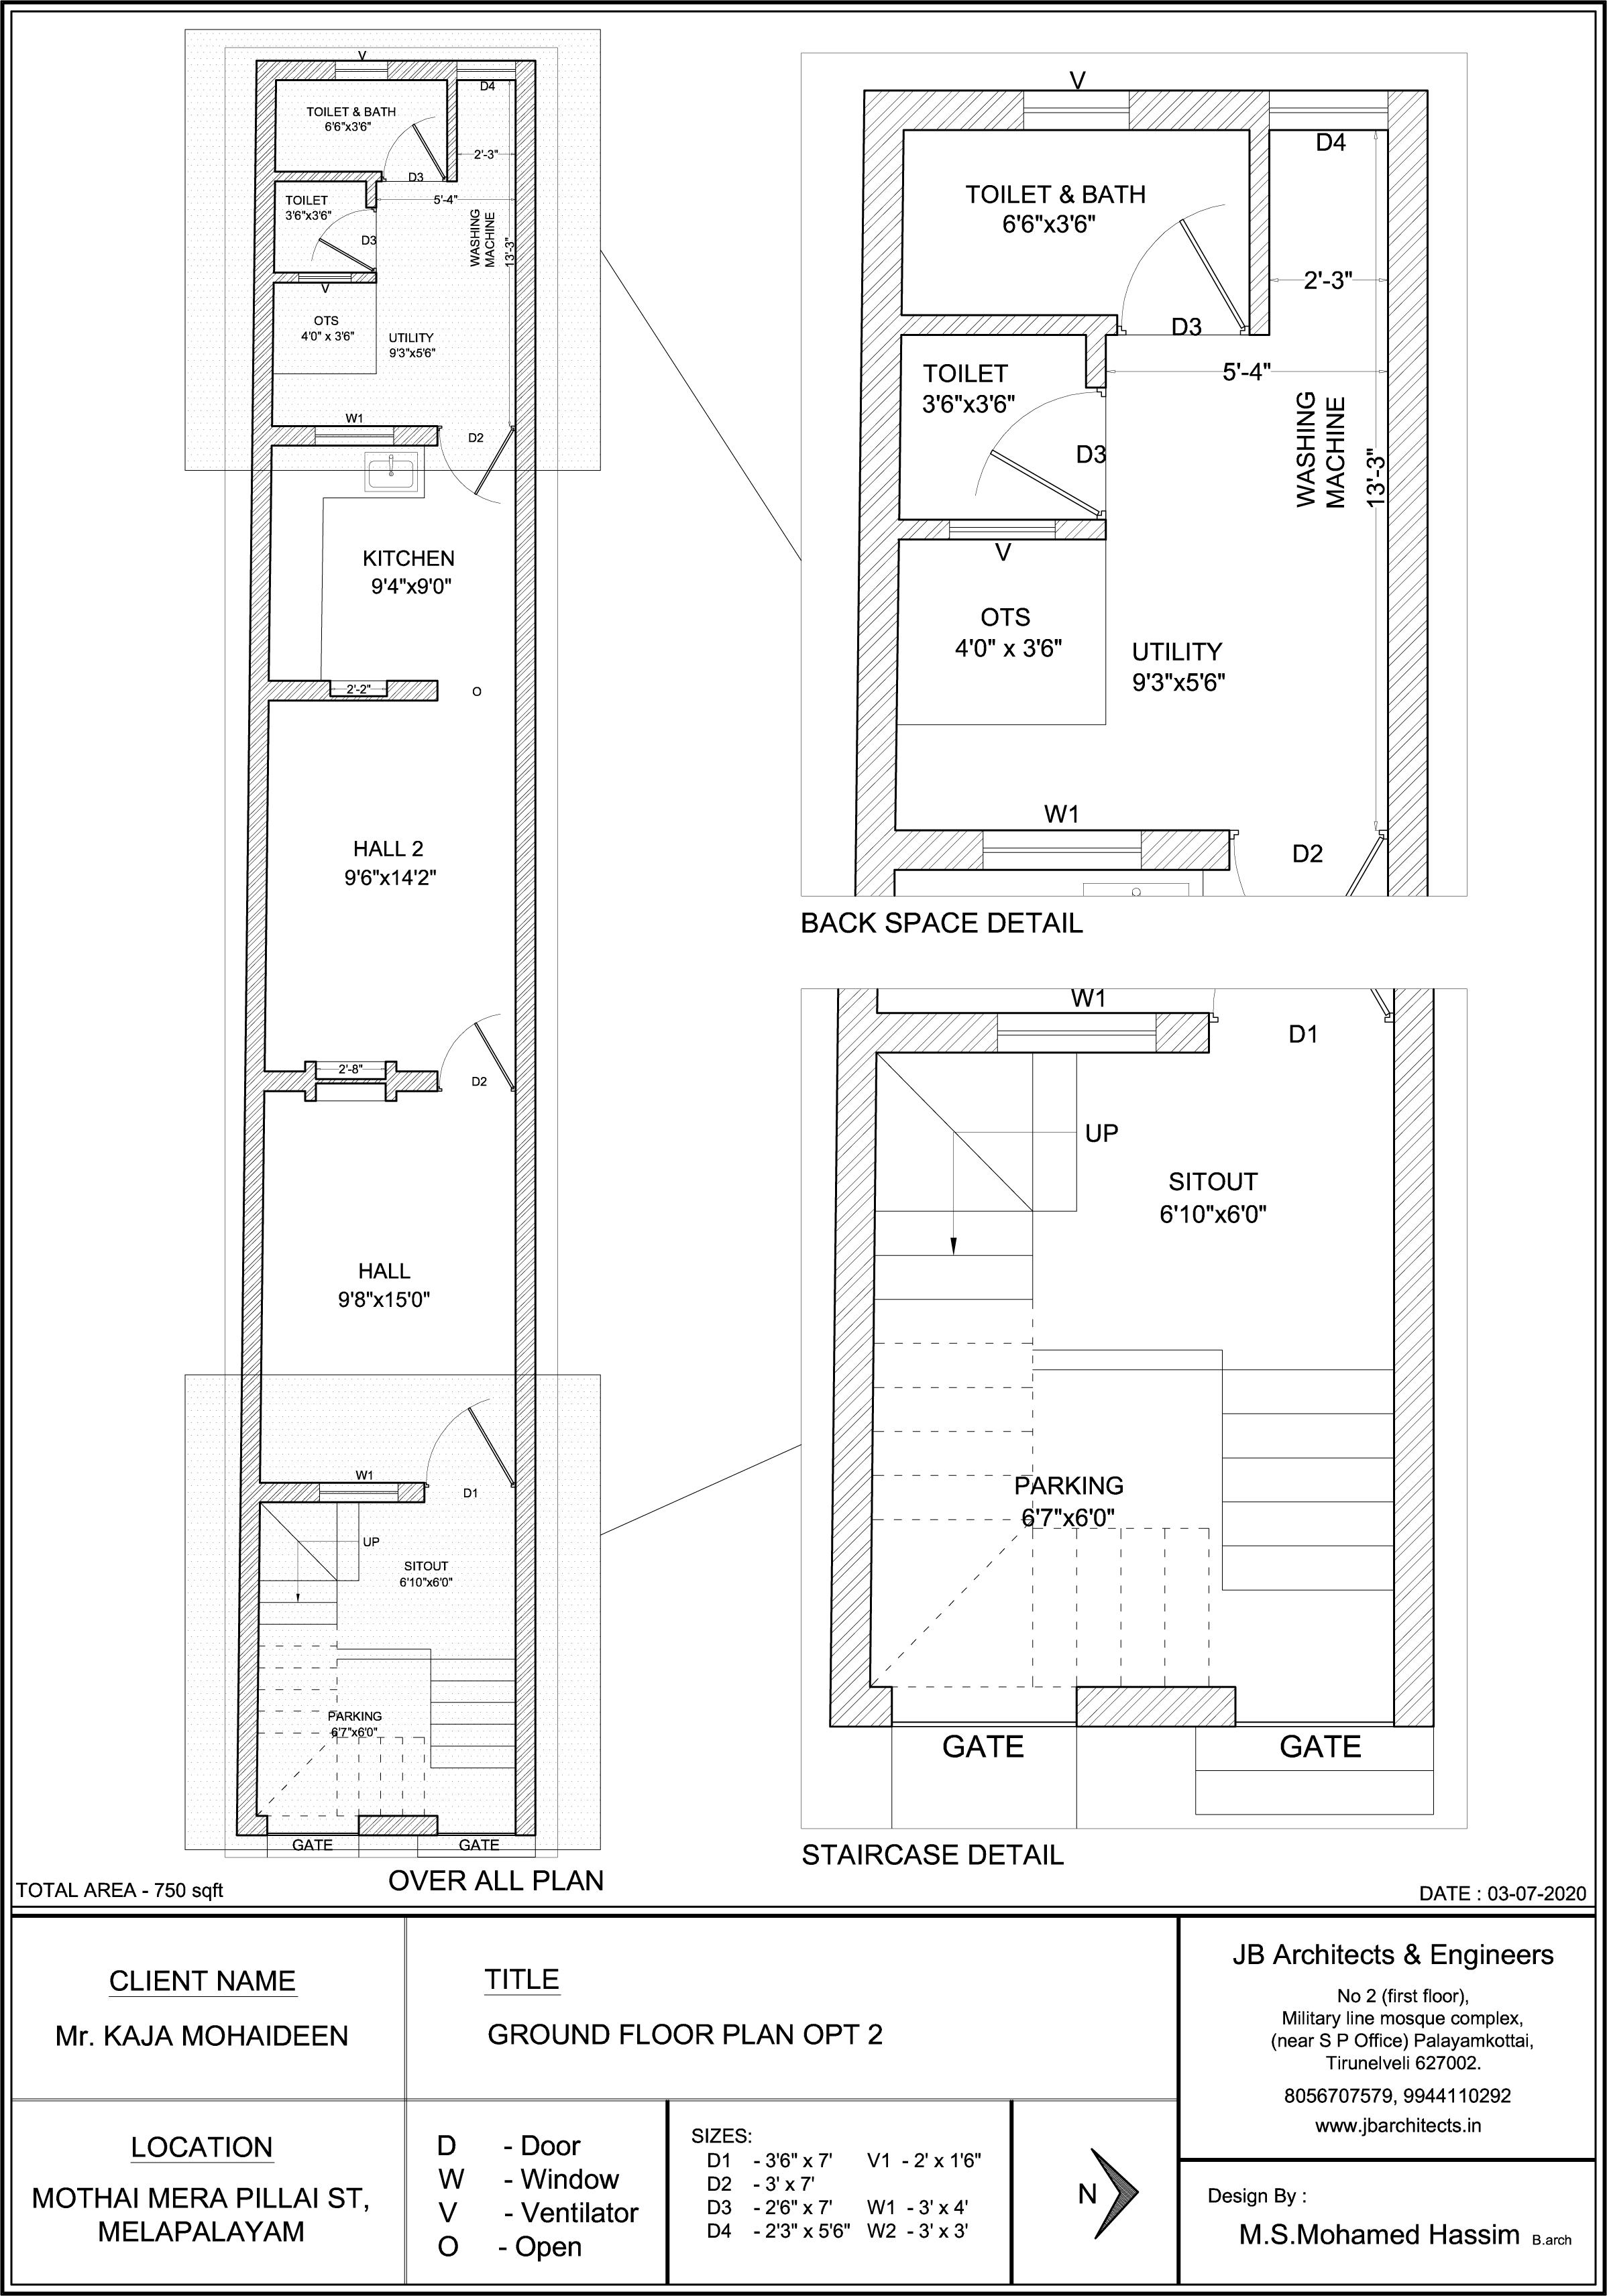 V
D4
TOILET & BATH
6'6"x3'6"
2'-3"
D3
5'-4"
TOILET
3'6"x3'6"
D3
WASHING
MACHINE
13'-3"
V
OTS
4'0" x 3'6"
UTILITY
9'3"x5'6"
W1
D2
KITCHEN
9'4"x9'0"
2'-2"
O
HALL 2
9'6"x14'2"
2'-8"
D2
HALL
9'8"x15'0"
W1
D1
UP
SITOUT
6'10"x6'0"
PARKING
6'7"x6'0"
GATE
GATE
OVER ALL PLAN
V
D4
TOILET & BATH
6'6"x3'6"
2'-3"
D3
5'-4"
TOILET
3'6"x3'6"
D3
WASHING
MACHINE
13'-3"
V
OTS
4'0" x 3'6"
UTILITY
9'3"x5'6"
W1
D2
BACK SPACE DETAIL
W1
D1
UP
SITOUT
6'10"x6'0"
PARKING
6'7"x6'0"
GATE
GATE
STAIRCASE DETAIL
TOTAL AREA - 750 sqft
DATE : 03-07-2020
CLIENT NAME
Mr. KAJA MOHAIDEEN
TITLE
GROUND FLOOR PLAN OPT 2
JB Architects & Engineers
No 2 (first floor),
Military line mosque complex,
(near S P Office) Palayamkottai,
Tirunelveli 627002.
8056707579, 9944110292
www.jbarchitects.in
LOCATION
MOTHAI MERA PILLAI ST,
MELAPALAYAM
D - Door
W - Window
V - Ventilator
O - Open
SIZES:
D1 - 3'6" x 7' V1 - 2' x 1'6"
D2 - 3' x 7'
D3 - 2'6" x 7' W1 - 3' x 4'
D4 - 2'3" x 5'6" W2 - 3' x 3'
N
Design By :
M.S.Mohamed Hassim B.arch